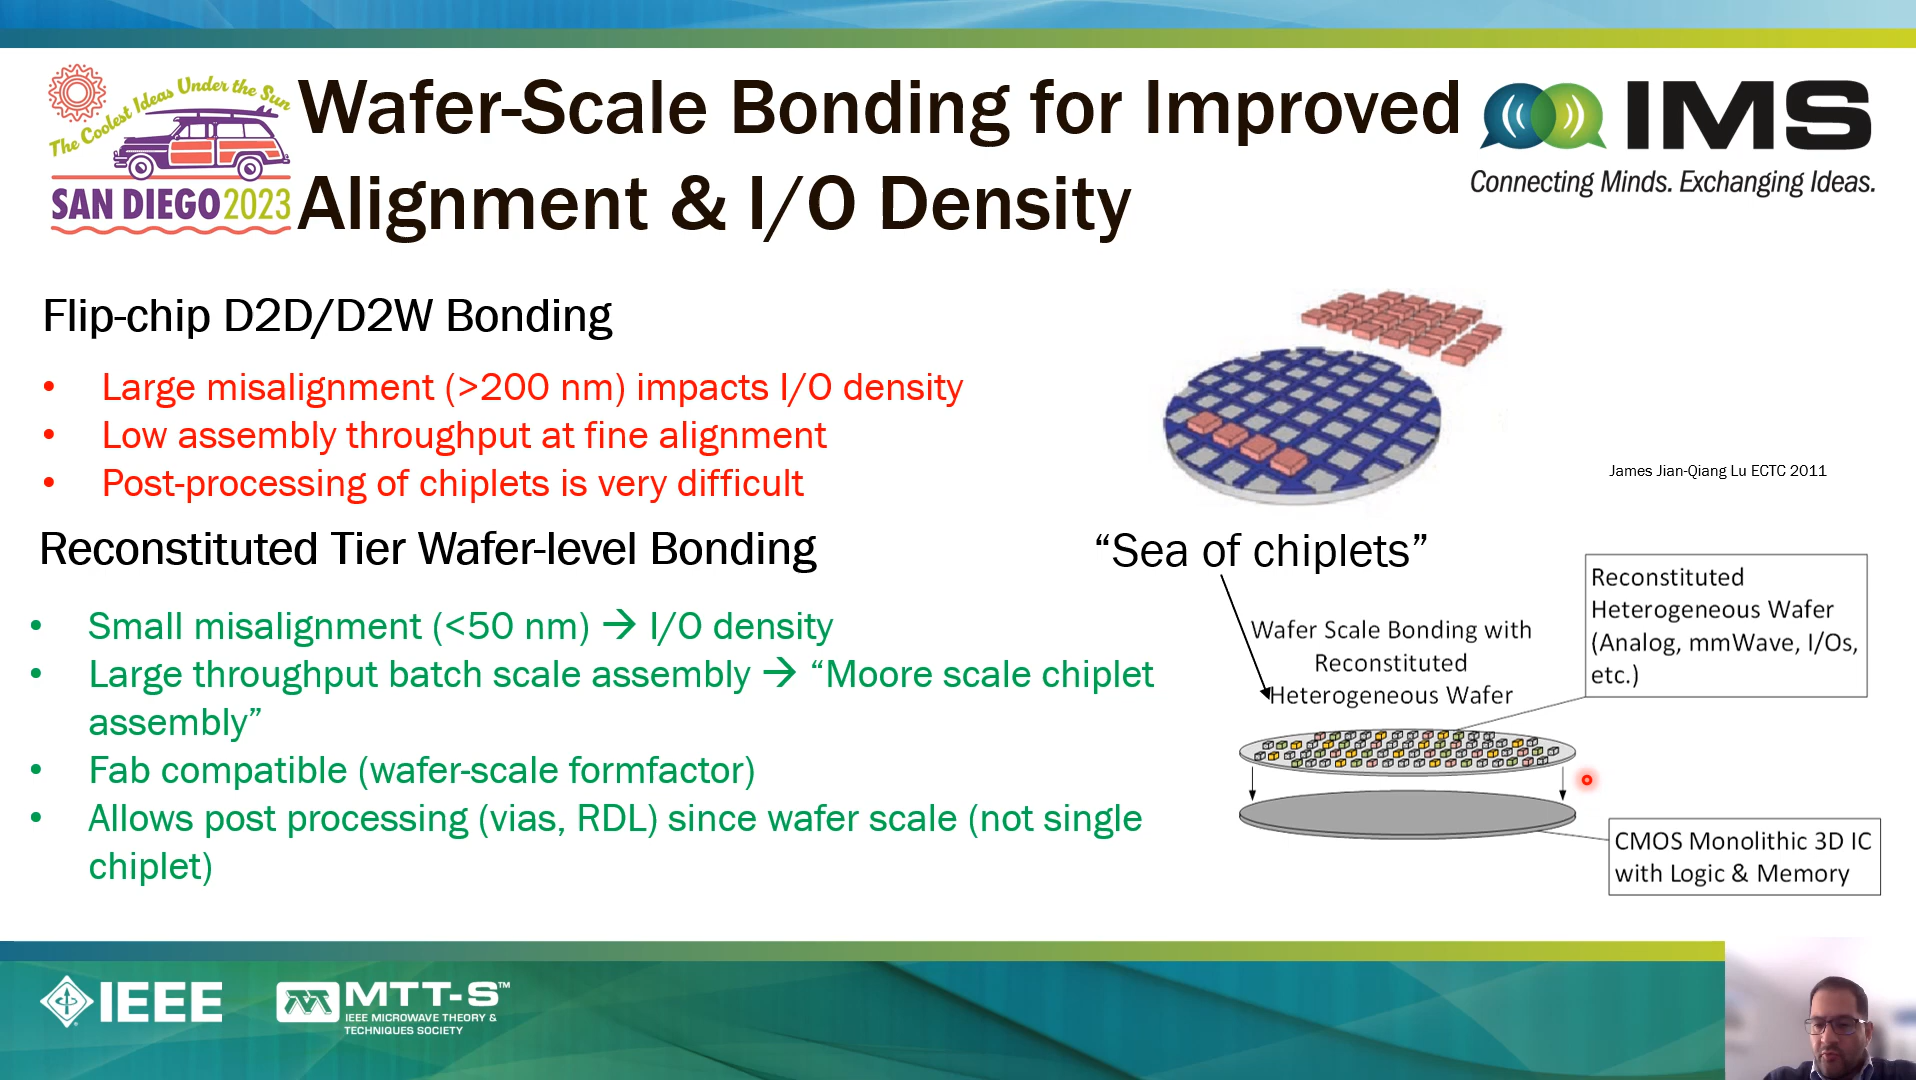 The Coolest Ideas Under the Sun
SAN DIEGO 2023
Wafer-Scale Bonding for Improved
Alignment & I/O Density
IMS
Connecting Minds. Exchanging Ideas.
Flip-chip D2D/D2W Bonding
• Large misalignment (>200 nm) impacts I/O density
• Low assembly throughput at fine alignment
• Post-processing of chiplets is very difficult
James Jian-Qiang Lu ECTC 2011
Reconstituted Tier Wafer-level Bonding
• Small misalignment (<50 nm) → I/O density
• Large throughput batch scale assembly → “Moore scale chiplet
assembly”
• Fab compatible (wafer-scale formfactor)
• Allows post processing (vias, RDL) since wafer scale (not single
chiplet)
“Sea of chiplets”
Wafer Scale Bonding with
Reconstituted
Heterogeneous Wafer
Reconstituted
Heterogeneous Wafer
(Analog, mmWave, I/Os,
etc.)
CMOS Monolithic 3D IC
with Logic & Memory
IEEE
MTT-S™
IEEE MICROWAVE THEORY &
TECHNIQUES SOCIETY